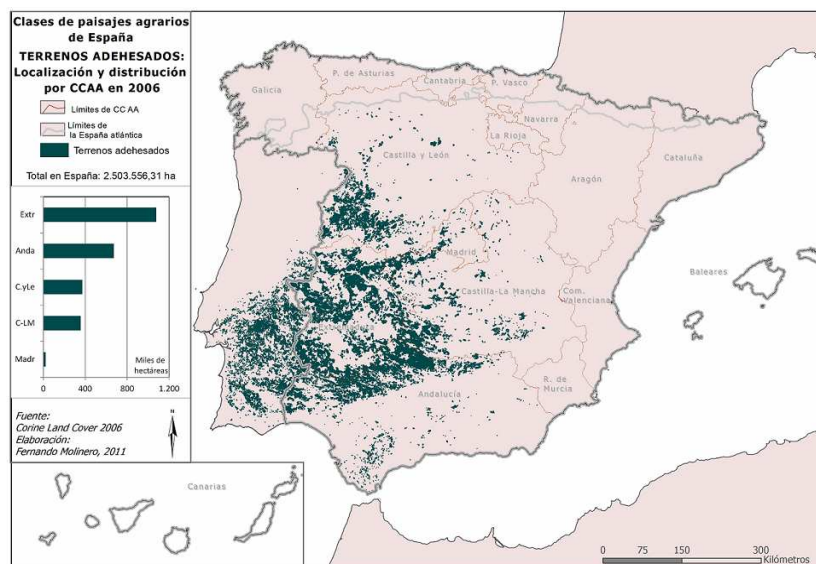 Clases de paisajes agrarios
de España
TERRENOS ADEHESADOS:
Localización y distribución
por CCAA en 2006
Límites de CC AA
Límites de
la España atlántica
Terrenos adehesados
Total en España: 2.503.556,31 ha
Extr
Anda
C.yLe
C-LM
Madr
Miles de
hectáreas
0 400 800 1.200
Fuente:
Corine Land Cover 2006
Elaboración:
Fernando Molinero, 2011
N
Galicia
P. de Asturias
Cantabria
P. Vasco
Navarra
La Rioja
Castilla y León
Aragón
Cataluña
Madrid
Castilla-La Mancha
Com.
Valenciana
Baleares
Andalucía
R. de
Murcia
Canarias
0 75 150 300
Kilómetros